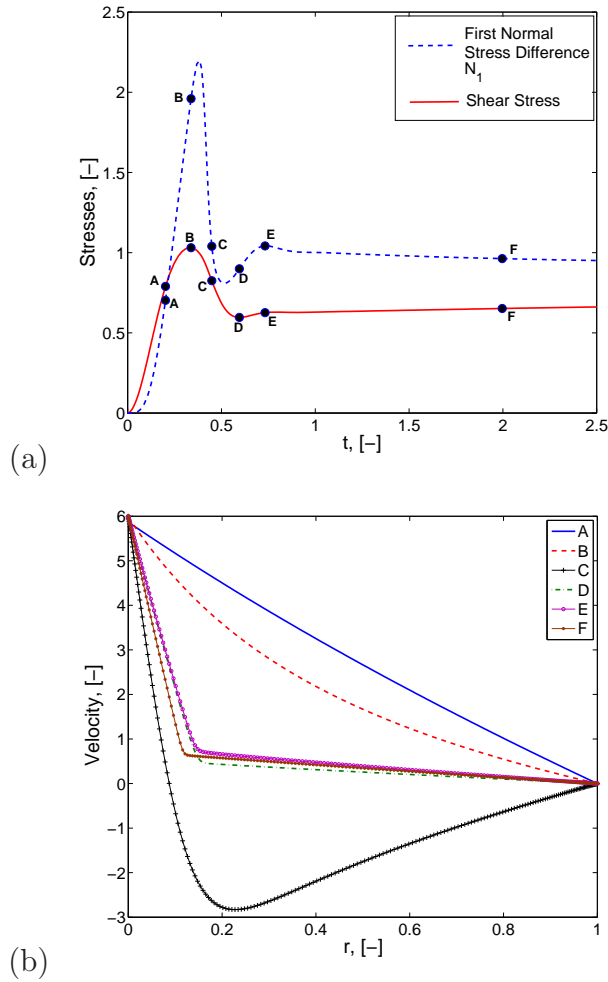 2.5
2
1.5
1
0.5
0
Stresses, [-]
First Normal
Stress Difference
N1
Shear Stress
B
B
A
A
C
C
D
D
E
E
F
F
0
0.5
1
1.5
2
2.5
t, [-]
(a)
6
5
4
3
2
1
0
−1
−2
−3
Velocity, [-]
A
B
C
D
E
F
0
0.2
0.4
0.6
0.8
1
r, [-]
(b)